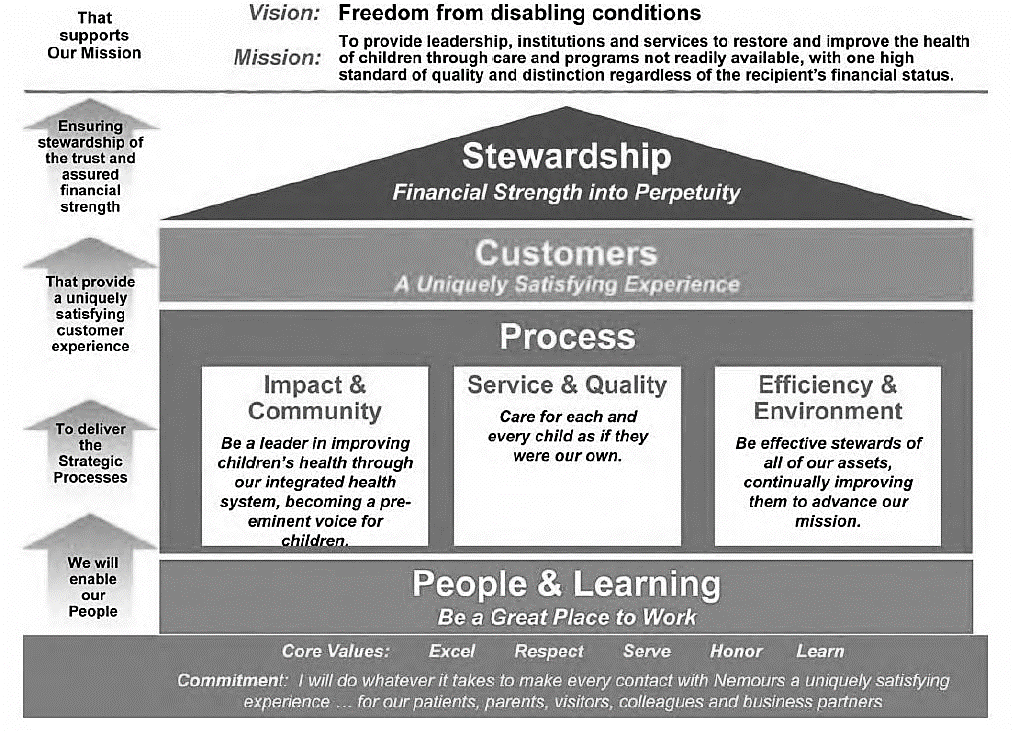 That
supports
Our Mission
Vision: Freedom from disabling conditions
Mission: To provide leadership, institutions and services to restore and improve the health
of children through care and programs not readily available, with one high
standard of quality and distinction regardless of the recipient's financial status.
Ensuring
stewardship of
the trust and
assured
financial
strength
Stewardship
Financial Strength into Perpetuity
That provide
a uniquely
satisfying
customer
experience
Customers
A Uniquely Satisfying Experience
Process
Impact &
Community
Be a leader in improving
children's health through
our integrated health
system, becoming a pre-
eminent voice for
children.
Service & Quality
Care for each and
every child as if they
were our own.
Efficiency &
Environment
Be effective stewards of
all of our assets,
continually improving
them to advance our
mission.
To deliver
the
Strategic
Processes
We will
enable
our
People
People & Learning
Be a Great Place to Work
Core Values: Excel Respect Serve Honor Learn
Commitment: I will do whatever it takes to make every contact with Nemours a uniquely satisfying
experience ... for our patients, parents, visitors, colleagues and business partners